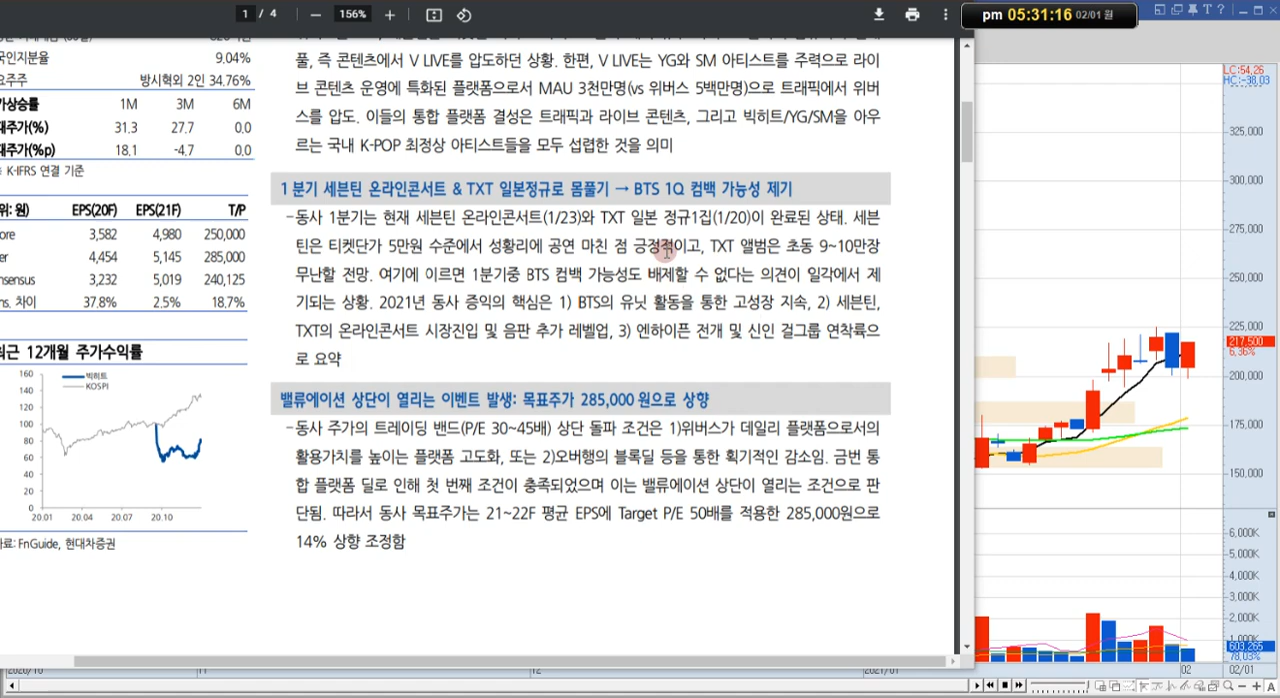 1 / 4
156%
pm 05:31:16 02/01 월
9.04%
방시혁외 2인 34.76%
1M 3M 6M
31.3 27.7 0.0
18.1 -4.7 0.0
K-IFRS 연결 기준
EPS(20F) EPS(21F) T/P
3,582 4,980 250,000
4,454 5,145 285,000
3,232 5,019 240,125
차이 37.8% 2.5% 18.7%
12개월 주가수익률
빅히트
KOSPI
160
140
120
100
80
60
40
20
0
20.01 20.04 20.07 20.10
FnGuide, 현대차증권
풀, 즉 콘텐츠에서 V LIVE를 압도하던 상황. 한편, V LIVE는 YG와 SM 아티스트를 주력으로 라이
브 콘텐츠 운영에 특화된 플랫폼으로서 MAU 3천만명(vs 위버스 5백만명)으로 트래픽에서 위버
스를 압도. 이들의 통합 플랫폼 결성은 트래픽과 라이브 콘텐츠, 그리고 빅히트/YG/SM을 아우
르는 국내 K-POP 최정상 아티스트들을 모두 섭렵한 것을 의미
1분기 세븐틴 온라인콘서트 & TXT 일본정규로 몸풀기 → BTS 1Q 컴백 가능성 제기
-동사 1분기는 현재 세븐틴 온라인콘서트(1/23)와 TXT 일본 정규1집(1/20)이 완료된 상태. 세븐
틴은 티켓단가 5만원 수준에서 성황리에 공연 마친 점 긍정적이고, TXT 앨범은 초동 9~10만장
무난할 전망. 여기에 이르면 1분기중 BTS 컴백 가능성도 배제할 수 없다는 의견이 일각에서 제
기되는 상황. 2021년 동사 증익의 핵심은 1) BTS의 유닛 활동을 통한 고성장 지속, 2) 세븐틴,
TXT의 온라인콘서트 시장진입 및 음판 추가 레벨업, 3) 엔하이픈 전개 및 신인 걸그룹 연착륙으
로 요약
밸류에이션 상단이 열리는 이벤트 발생: 목표주가 285,000원으로 상향
-동사 주가의 트레이딩 밴드(P/E 30~45배) 상단 돌파 조건은 1)위버스가 데일리 플랫폼으로서의
활용가치를 높이는 플랫폼 고도화, 또는 2)오버행의 블록딜 등을 통한 획기적인 감소임. 금번 통
합 플랫폼 딜로 인해 첫 번째 조건이 충족되었으며 이는 밸류에이션 상단이 열리는 조건으로 판
단됨. 따라서 동사 목표주가는 21~22F 평균 EPS에 Target P/E 50배를 적용한 285,000원으로
14% 상향 조정함
LC:54.26
HC:-38.03
325,000
300,000
275,000
250,000
225,000
217,500
6.36%
200,000
175,000
150,000
6,000K
5,000K
4,000K
3,000K
2,000K
1,000K
603,265
78.03%
2020/10 11 12 2021/01 02 02/01